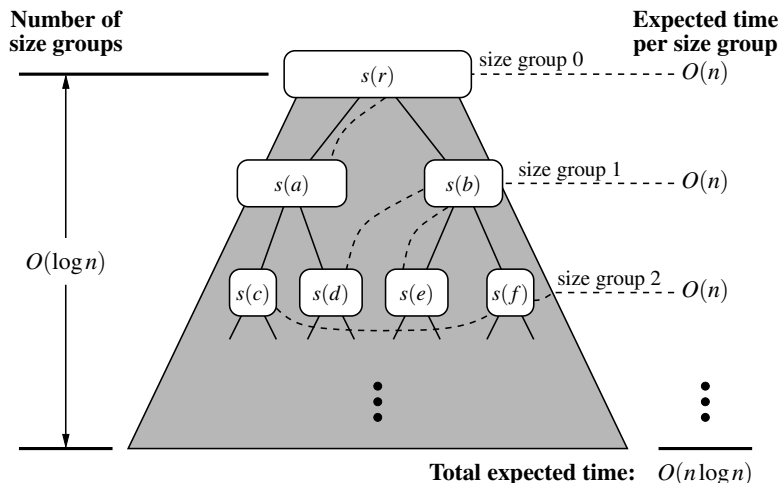 Number of
size groups
Expected time
per size group
s(r)
size group 0
O(n)
s(a)
s(b)
size group 1
O(n)
O(log n)
s(c)
s(d)
s(e)
s(f)
size group 2
O(n)
Total expected time: O(n log n)